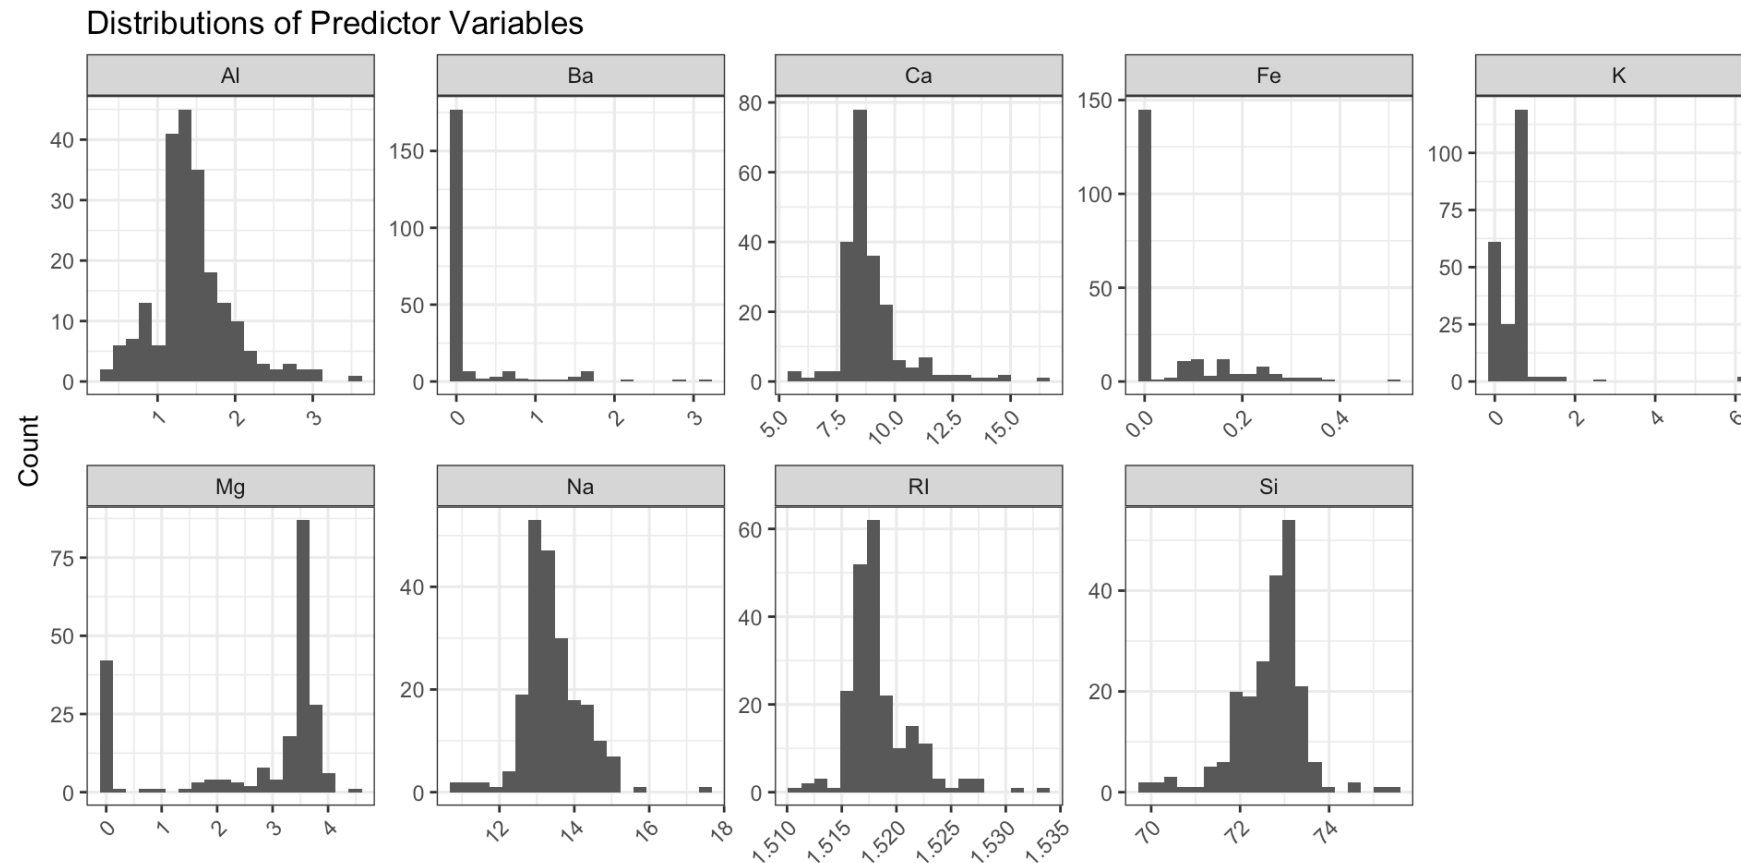 Distributions of Predictor Variables
Al Ba Ca Fe K
40 30 20 10 0
150 100 50 0
80 60 40 20 0
150 100 50 0
100 75 50 25 0
1 2 3
0 1 2 3
5.0 7.5 10.0 12.5 15.0
0.0 0.2 0.4
0 2 4 6
Count
Mg Na RI Si
75 50 25 0
40 20 0
60 40 20 0
40 20 0
0 1 2 3 4
12 14 16 18
1.510 1.515 1.520 1.525 1.530 1.535
70 72 74